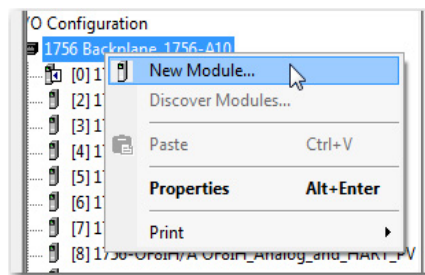 I/O Configuration
1756 Backplane, 1756-A10
[0] 1
New Module...
[2] 1
Discover Modules...
[3] 1
[4] 1
Paste Ctrl+V
[5] 1
Properties Alt+Enter
[6] 1
[7] 1
Print
[8] 1756-OF8IH/A OF8IH_Analog_and_HART_PV